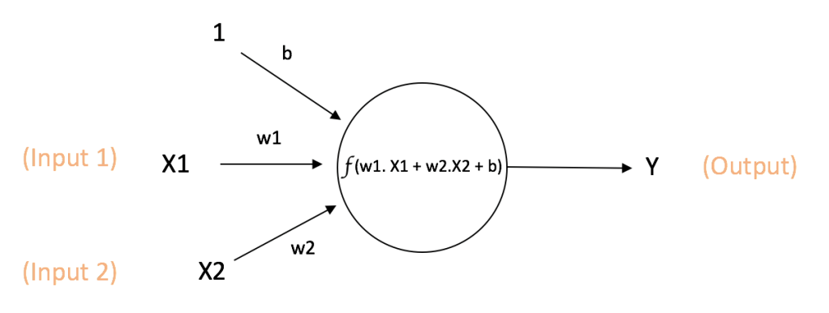 1
b
w1
(Input 1) X1 f(w1. X1 + w2.X2 + b) Y (Output)
w2
(Input 2) X2